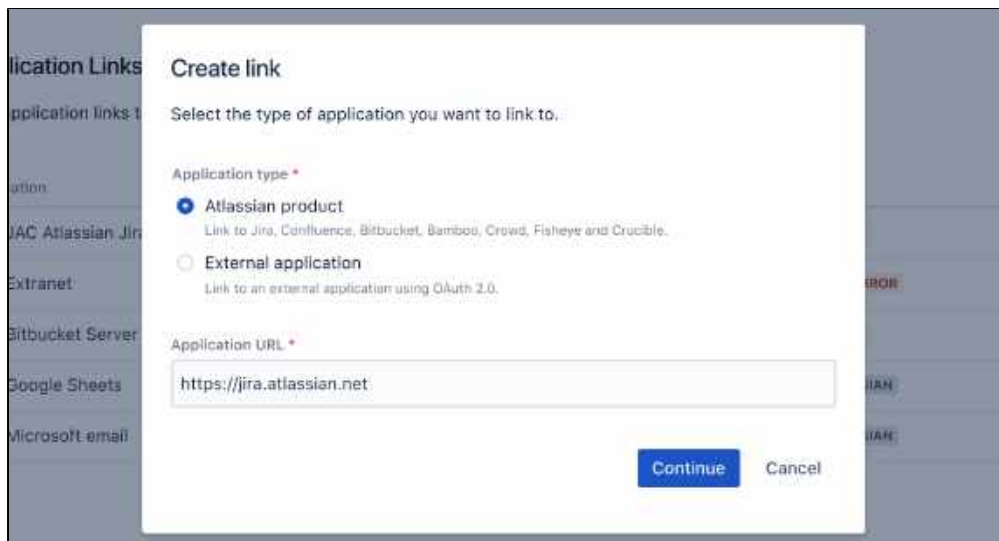 lication Links
pplication links t
ation
JAC Atlassian Jira
Extranet
Bitbucket Server
Google Sheets
Microsoft email
Create link
Select the type of application you want to link to.
Application type *
Atlassian product
Link to Jira, Confluence, Bitbucket, Bamboo, Crowd, Fisheye and Crucible.
External application
Link to an external application using OAuth 2.0.
Application URL *
https://jira.atlassian.net
Continue Cancel
RROR
SIAN
SIAN